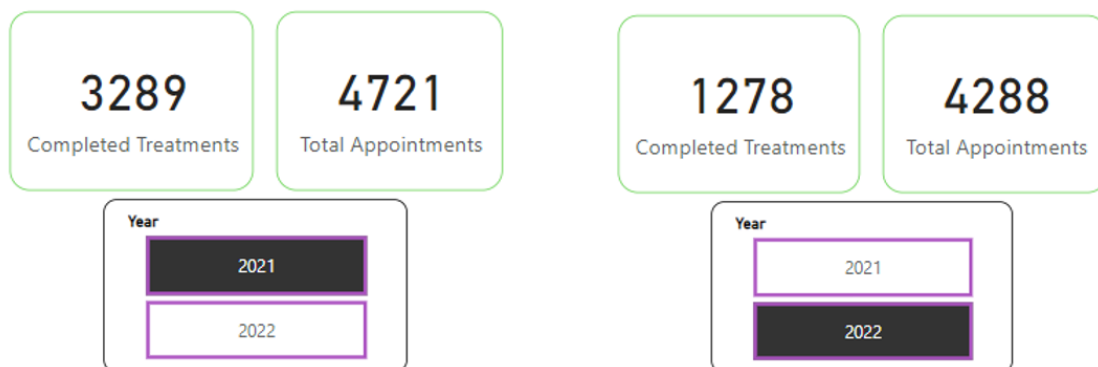 3289
Completed Treatments
4721
Total Appointments
Year
2021
2022
1278
Completed Treatments
4288
Total Appointments
Year
2021
2022